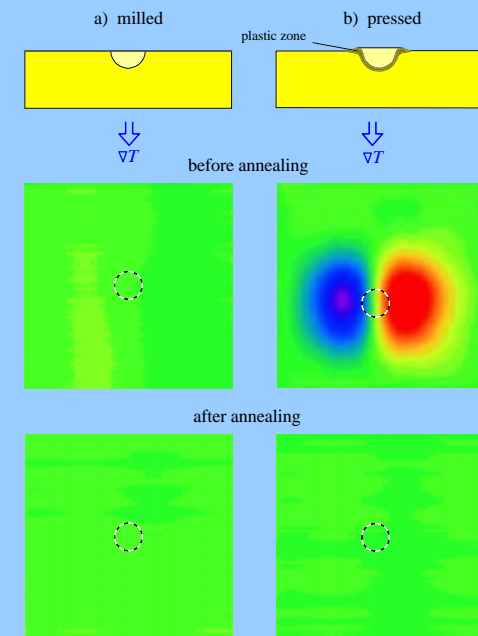 a) milled
b) pressed
plastic zone
∇T
∇T
before annealing
after annealing